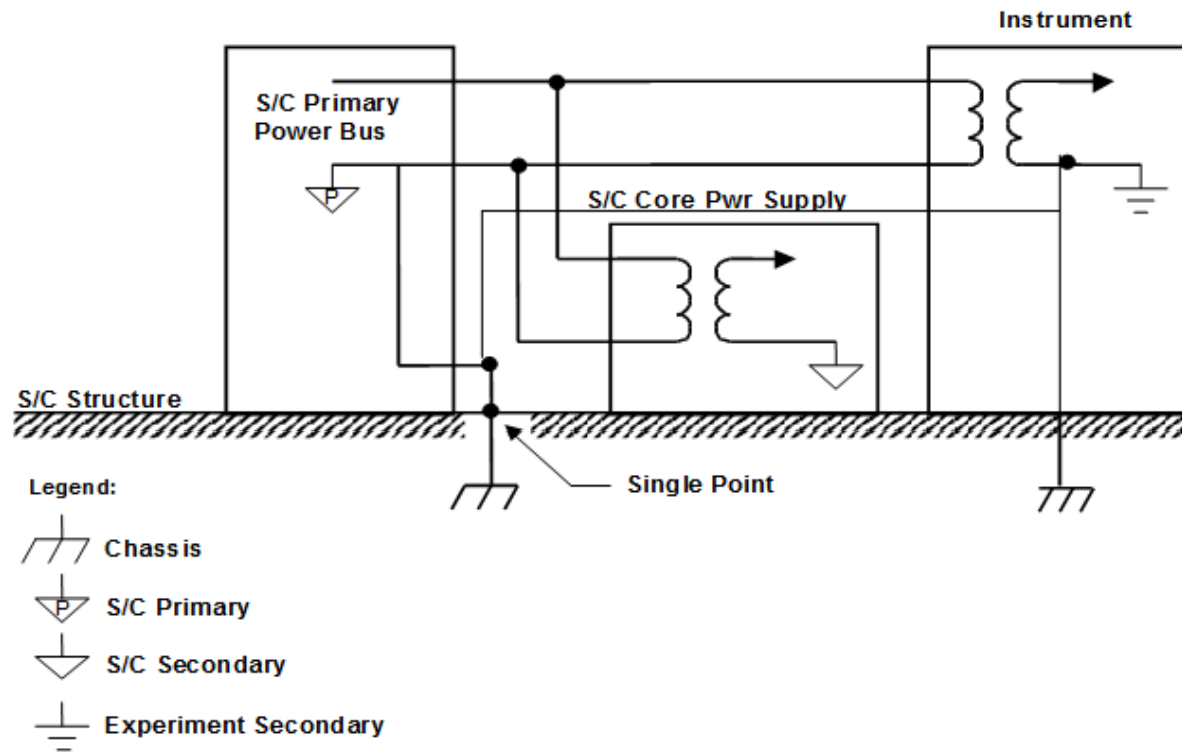 Instrument
S/C Primary
Power Bus
P
S/C Core Pwr Supply
S/C Structure
Single Point
Legend:
Chassis
P
S/C Primary
S/C Secondary
Experiment Secondary